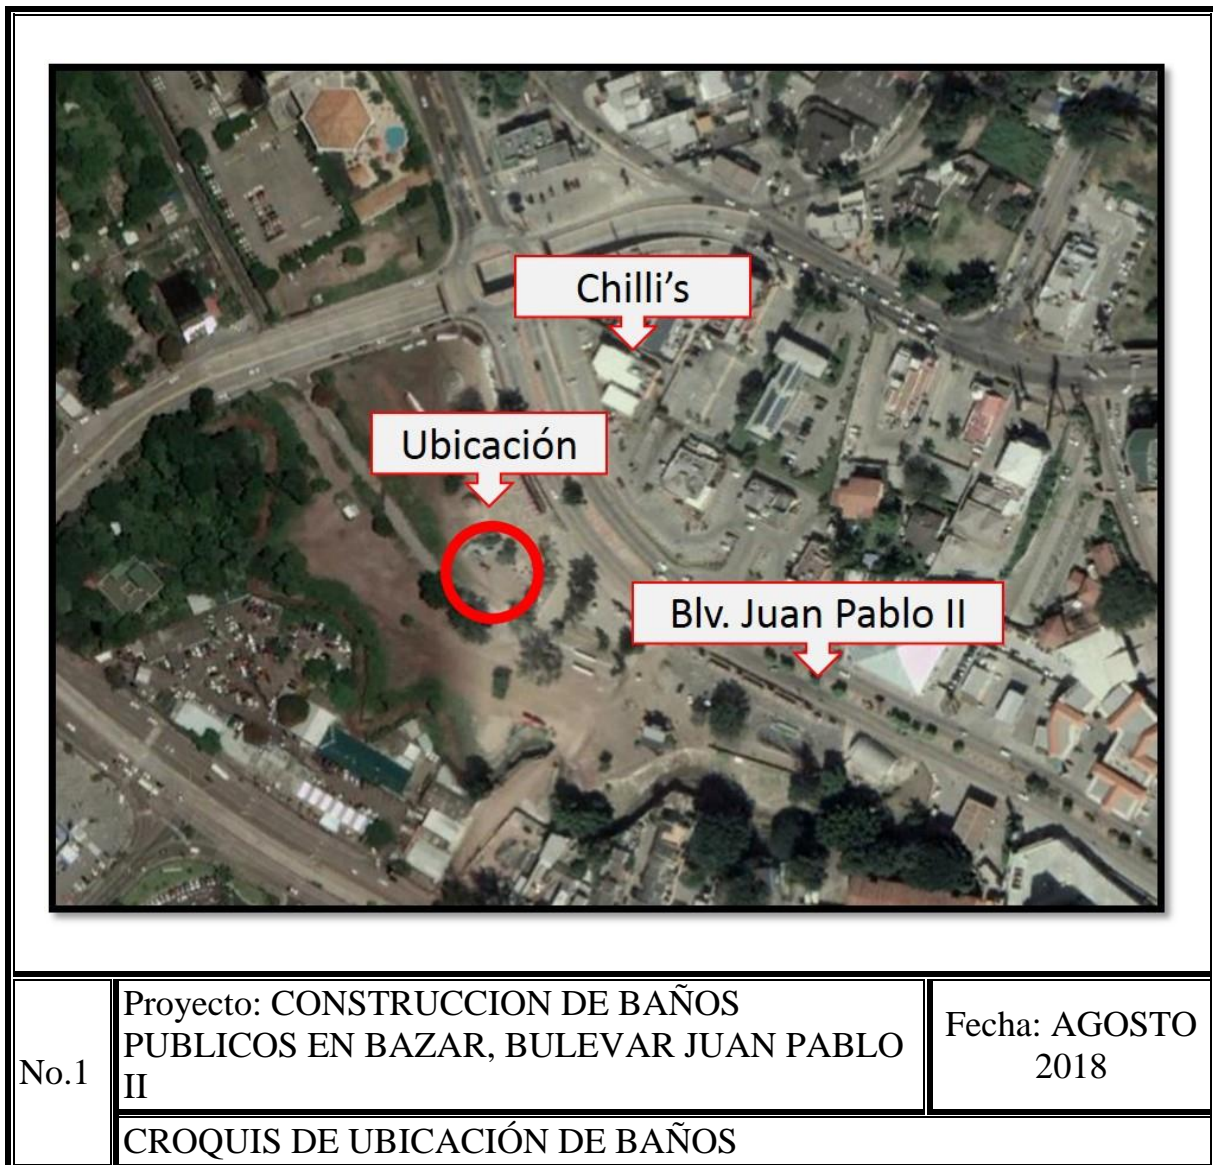 Chilli's
Ubicación
Blv. Juan Pablo II
No.1
Proyecto: CONSTRUCCION DE BAÑOS
PUBLICOS EN BAZAR, BULEVAR JUAN PABLO
II
Fecha: AGOSTO
2018
CROQUIS DE UBICACIÓN DE BAÑOS